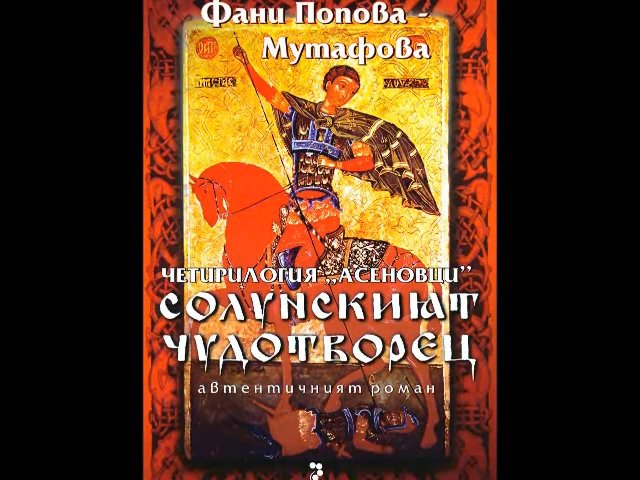 Фани Попова -
Мутафова
ЧЕТИРИЛОГИЯ „АСЕНОВЦИ”
СОЛУНСКИЯТ
ЧУДОТВОРЕЦ
автентичният роман